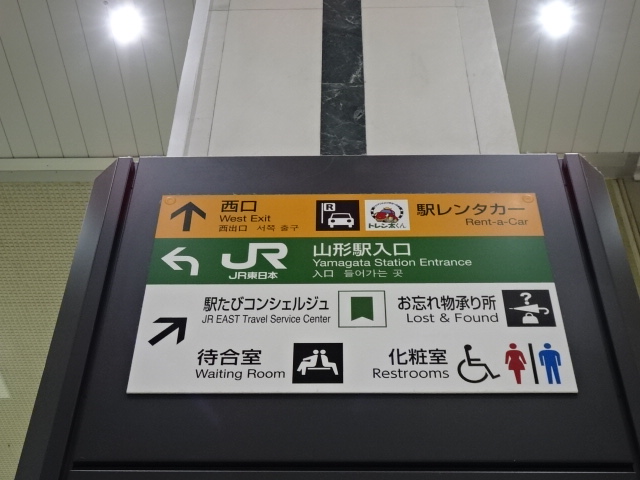 西口
West Exit
西出口 서쪽 출구
R
トレン太くん
駅レンタカー
Rent-a-Car
JR
JR東日本
山形駅入口
Yamagata Station Entrance
入口 들어가는 곳
駅たびコンシェルジュ
JR EAST Travel Service Center
お忘れ物承り所
Lost & Found
?
待合室
Waiting Room
化粧室
Restrooms